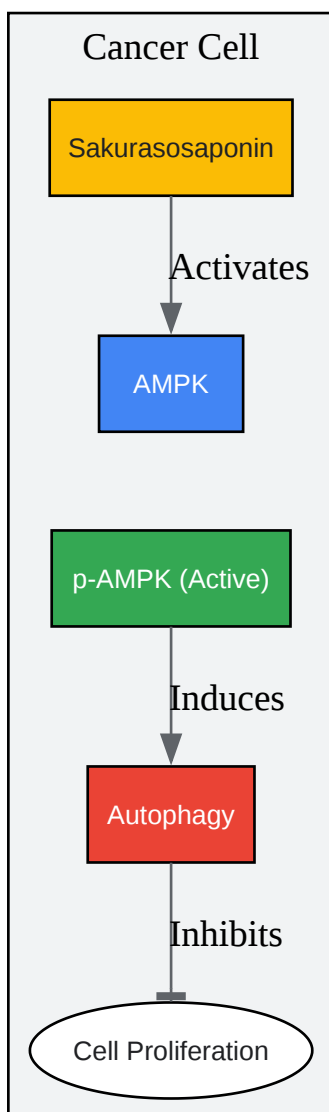 Cancer Cell
Sakurasosaponin
Activates
AMPK
p-AMPK (Active)
Induces
Autophagy
Inhibits
Cell Proliferation